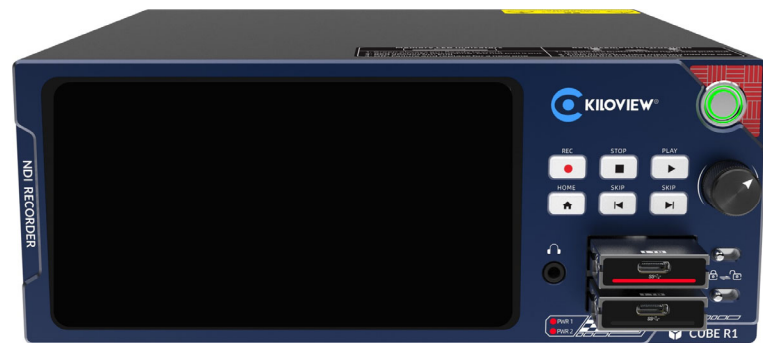 KILOVIEW®
REC STOP PLAY
HOME SKIP SKIP
NDI RECORDER
PWR 1
PWR 2
CUBE R1